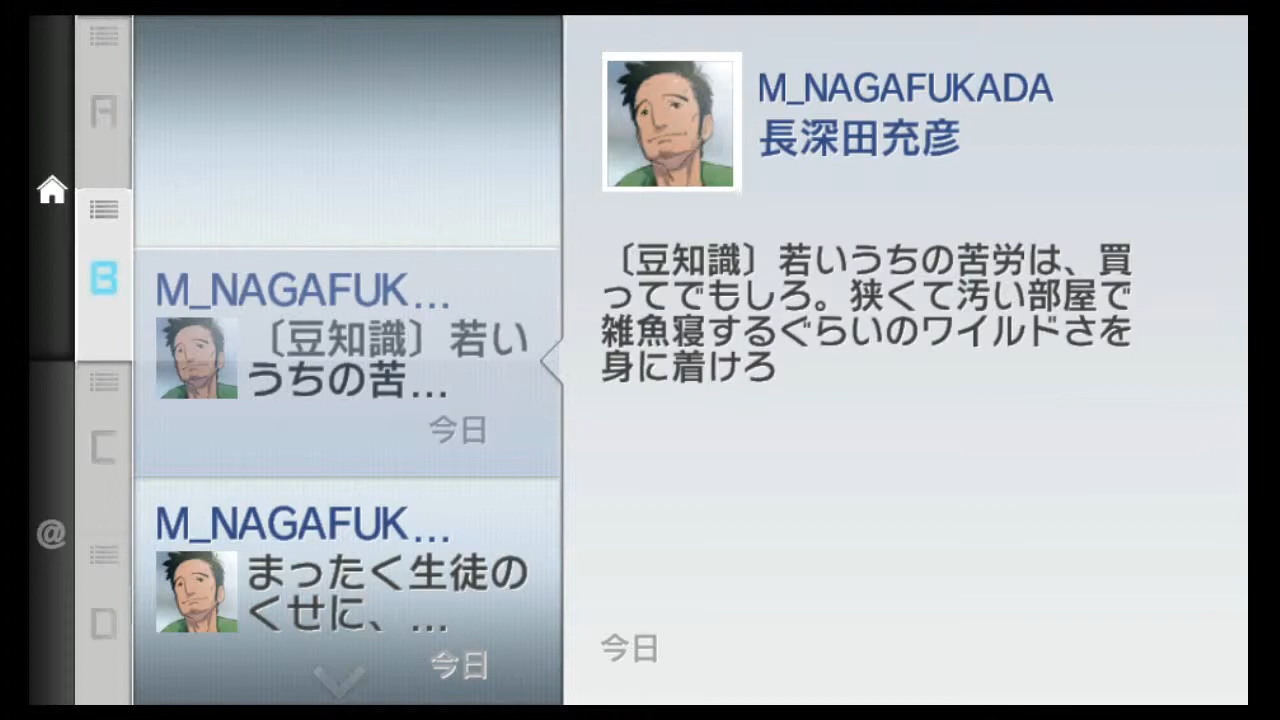 A
B
C
D
@
M_NAGAFUK...
〔豆知識〕若い
うちの苦...
今日
M_NAGAFUK...
まったく生徒の
くせに、...
今日
M_NAGAFUKADA
長深田充彦
〔豆知識〕若いうちの苦労は、買
ってでもしろ。狭くて汚い部屋で
雑魚寝するぐらいのワイルドさを
身に着けろ
今日